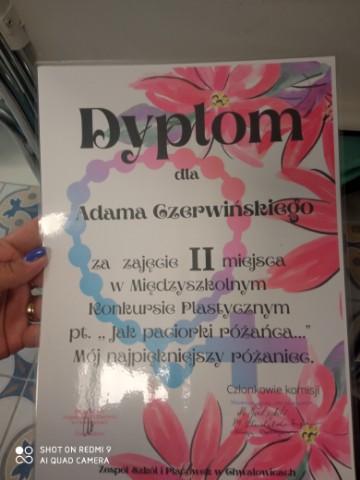 Dyplom
dla
Adama Czerwińskiego
za zajęcie II miejsca
w Międzyszkolnym
Konkursie Plastycznym
pt. ,, Jak paciorki różańca..."
Mój najpiękniejszy różaniec.
Członkowie komisji
Zespół Szkół i Placówek w Chwałowicach
SHOT ON REDMI 9
AI QUAD CAMERA